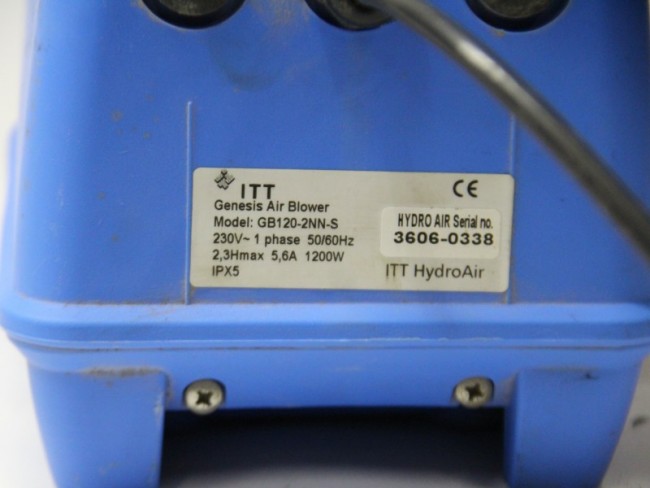 ITT
CE
Genesis Air Blower
Model: GB120-2NN-S
230V~ 1 phase 50/60Hz
2,3Hmax 5,6A 1200W
IPX5
HYDRO AIR Serial no.
3606-0338
ITT HydroAir